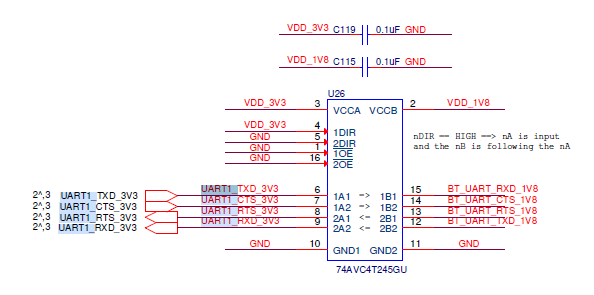 VDD_3V3 C119 0.1uF GND
VDD_1V8 C115 0.1uF GND
U26
VDD_3V3 3 VCCA VCCB 2 VDD_1V8
VDD_3V3 4 1DIR
GND 5 2DIR
GND 1 1OE
GND 16 2OE
nDIR == HIGH ==> nA is input
and the nB is following the nA
2^,3 UART1_TXD_3V3 UART1_TXD_3V3 6 1A1 => 1B1 15 BT_UART_RXD_1V8
2^,3 UART1_CTS_3V3 UART1_CTS_3V3 7 1A2 => 1B2 14 BT_UART_CTS_1V8
2^,3 UART1_RTS_3V3 UART1_RTS_3V3 8 2A1 <= 2B1 13 BT_UART_RTS_1V8
2^,3 UART1_RXD_3V3 UART1_RXD_3V3 9 2A2 <= 2B2 12 BT_UART_TXD_1V8
GND 10 GND1 GND2 11 GND
74AVC4T245GU